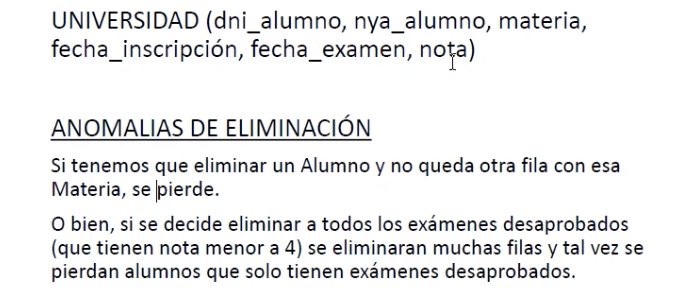 UNIVERSIDAD (dni_alumno, nya_alumno, materia,
fecha_inscripción, fecha_examen, nota)
ANOMALIAS DE ELIMINACIÓN
Si tenemos que eliminar un Alumno y no queda otra fila con esa
Materia, se pierde.
O bien, si se decide eliminar a todos los exámenes desaprobados
(que tienen nota menor a 4) se eliminaran muchas filas y tal vez se
pierdan alumnos que solo tienen exámenes desaprobados.